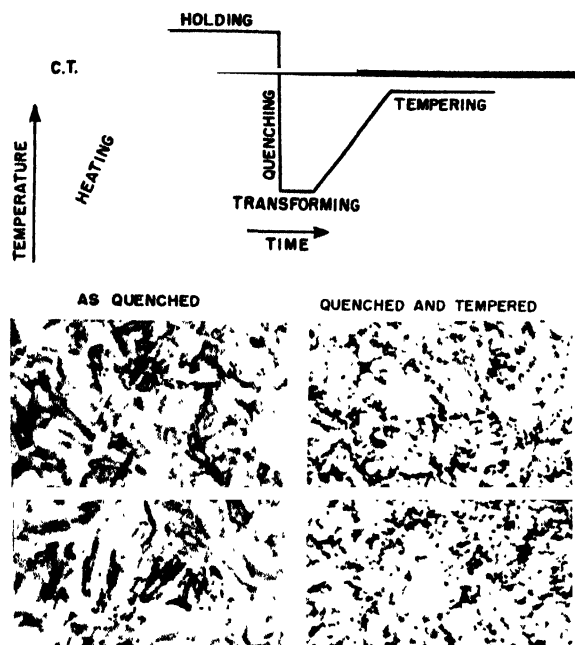 HOLDING
C.T.
TEMPERING
QUENCHING
HEATING
TEMPERATURE
TRANSFORMING
TIME
AS QUENCHED
QUENCHED AND TEMPERED